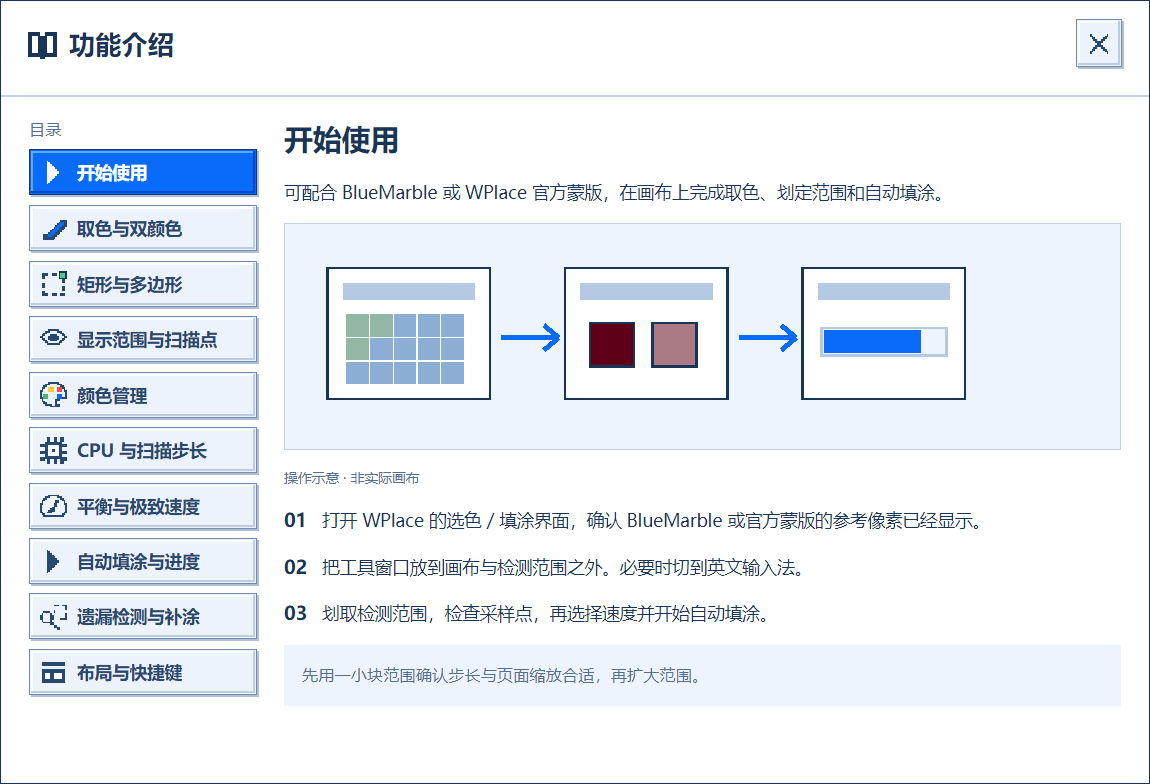 功能介绍
目录
开始使用
取色与双颜色
矩形与多边形
显示范围与扫描点
颜色管理
CPU 与扫描步长
平衡与极致速度
自动填涂与进度
遗漏检测与补涂
布局与快捷键
开始使用
可配合 BlueMarble 或 WPlace 官方蒙版，在画布上完成取色、划定范围和自动填涂。
操作示意 · 非实际画布
01 打开 WPlace 的选色 / 填涂界面，确认 BlueMarble 或官方蒙版的参考像素已经显示。
02 把工具窗口放到画布与检测范围之外。必要时切到英文输入法。
03 划取检测范围，检查采样点，再选择速度并开始自动填涂。
先用一小块范围确认步长与页面缩放合适，再扩大范围。